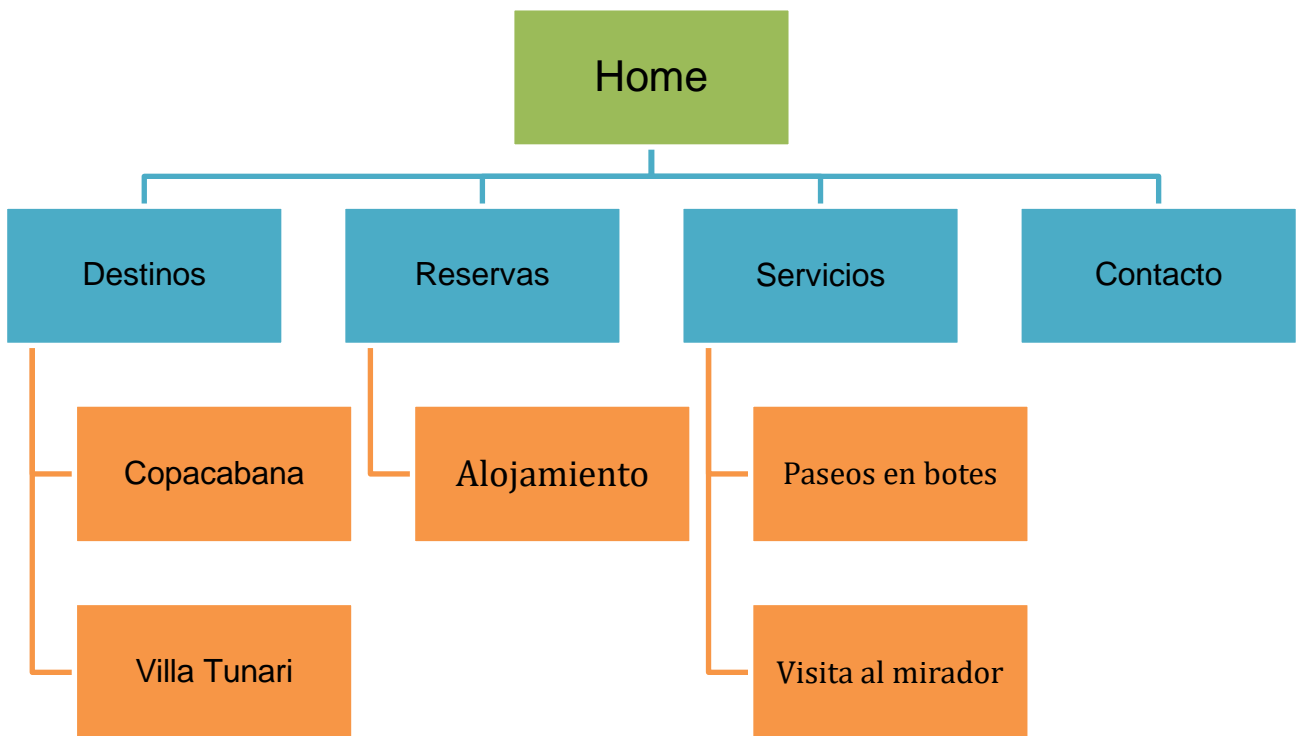 Home
Destinos
Reservas
Servicios
Contacto
Copacabana
Alojamiento
Paseos en botes
Villa Tunari
Visita al mirador